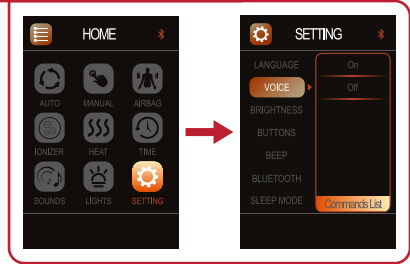 HOME
AUTO MANUAL AIRBAG
IONIZER HEAT TIME
SOUNDS LIGHTS SETTING
SETTING
LANGUAGE On
VOICE Off
BRIGHTNESS
BUTTONS
BEEP
BLUETOOTH
SLEEP MODE Commands List